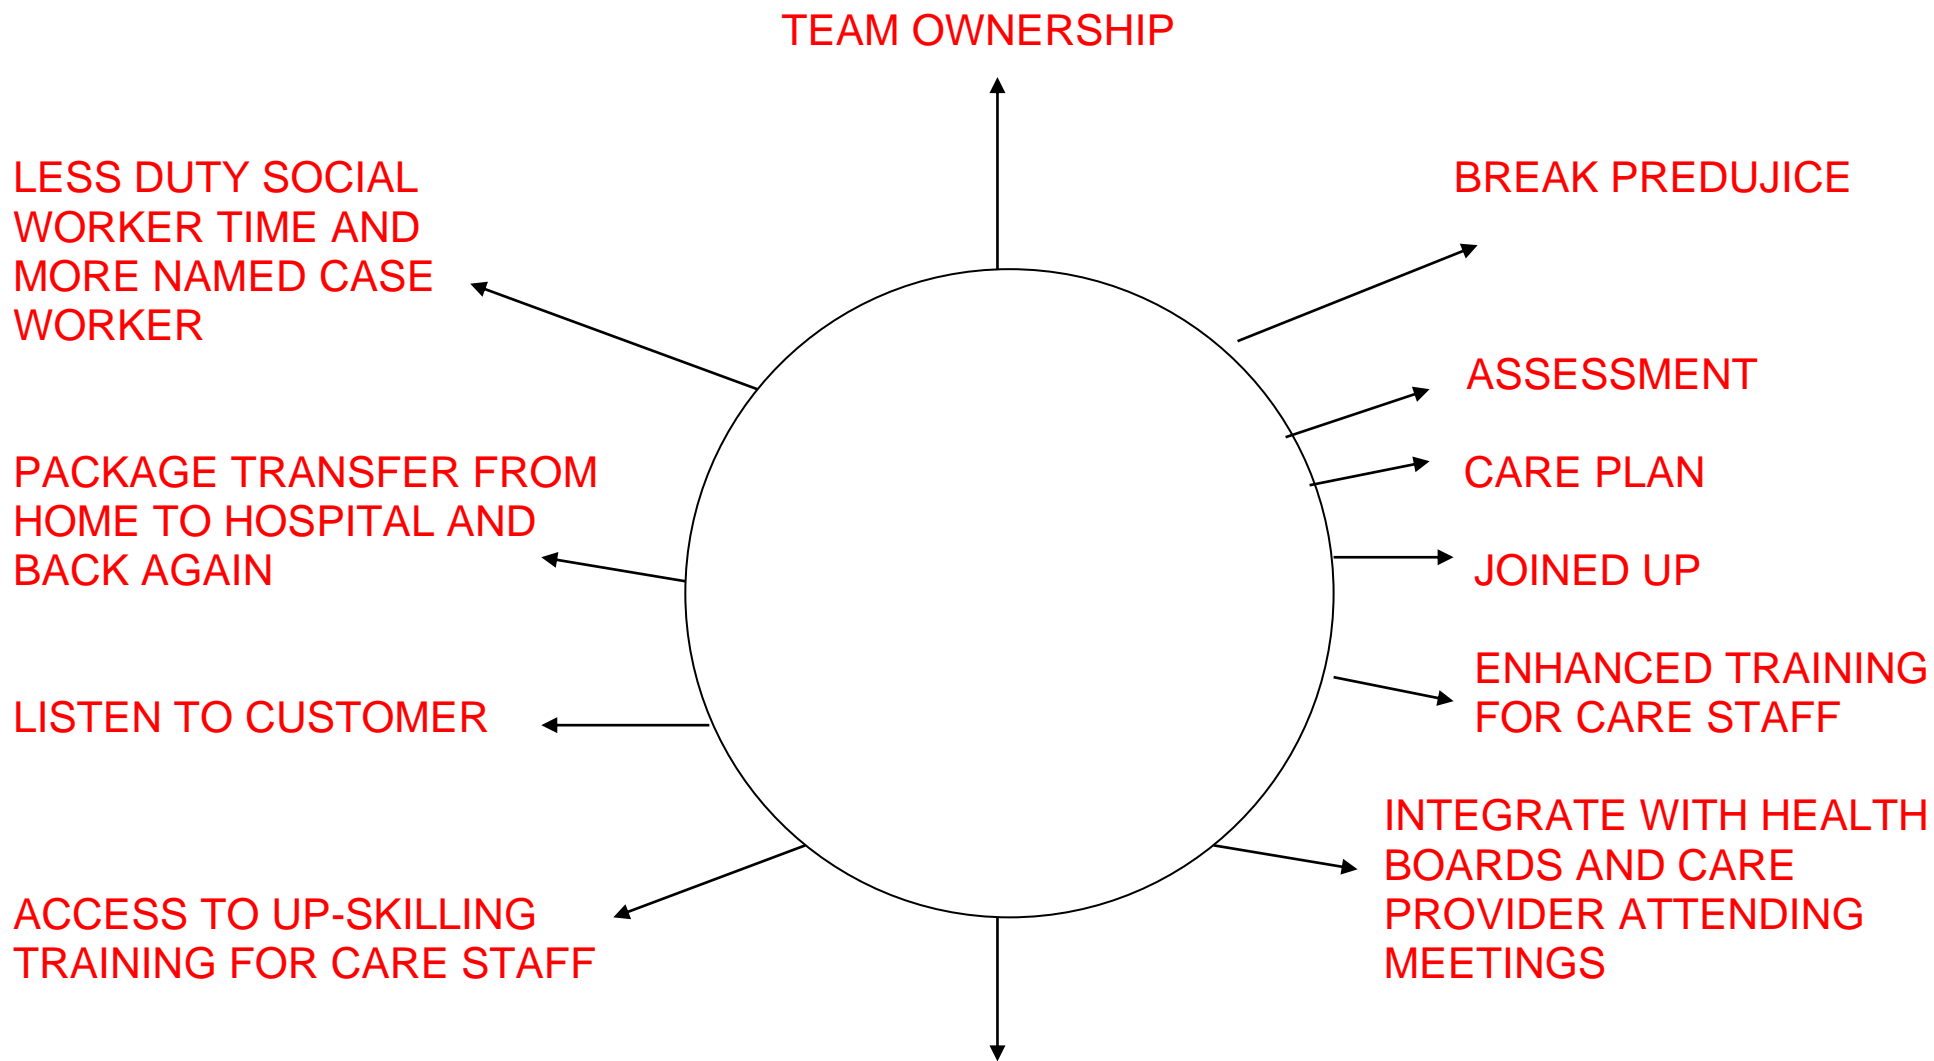 TEAM OWNERSHIP
LESS DUTY SOCIAL
WORKER TIME AND
MORE NAMED CASE
WORKER
BREAK PREDUJICE
ASSESSMENT
PACKAGE TRANSFER FROM
HOME TO HOSPITAL AND
BACK AGAIN
CARE PLAN
JOINED UP
LISTEN TO CUSTOMER
ENHANCED TRAINING
FOR CARE STAFF
ACCESS TO UP-SKILLING
TRAINING FOR CARE STAFF
INTEGRATE WITH HEALTH
BOARDS AND CARE
PROVIDER ATTENDING
MEETINGS